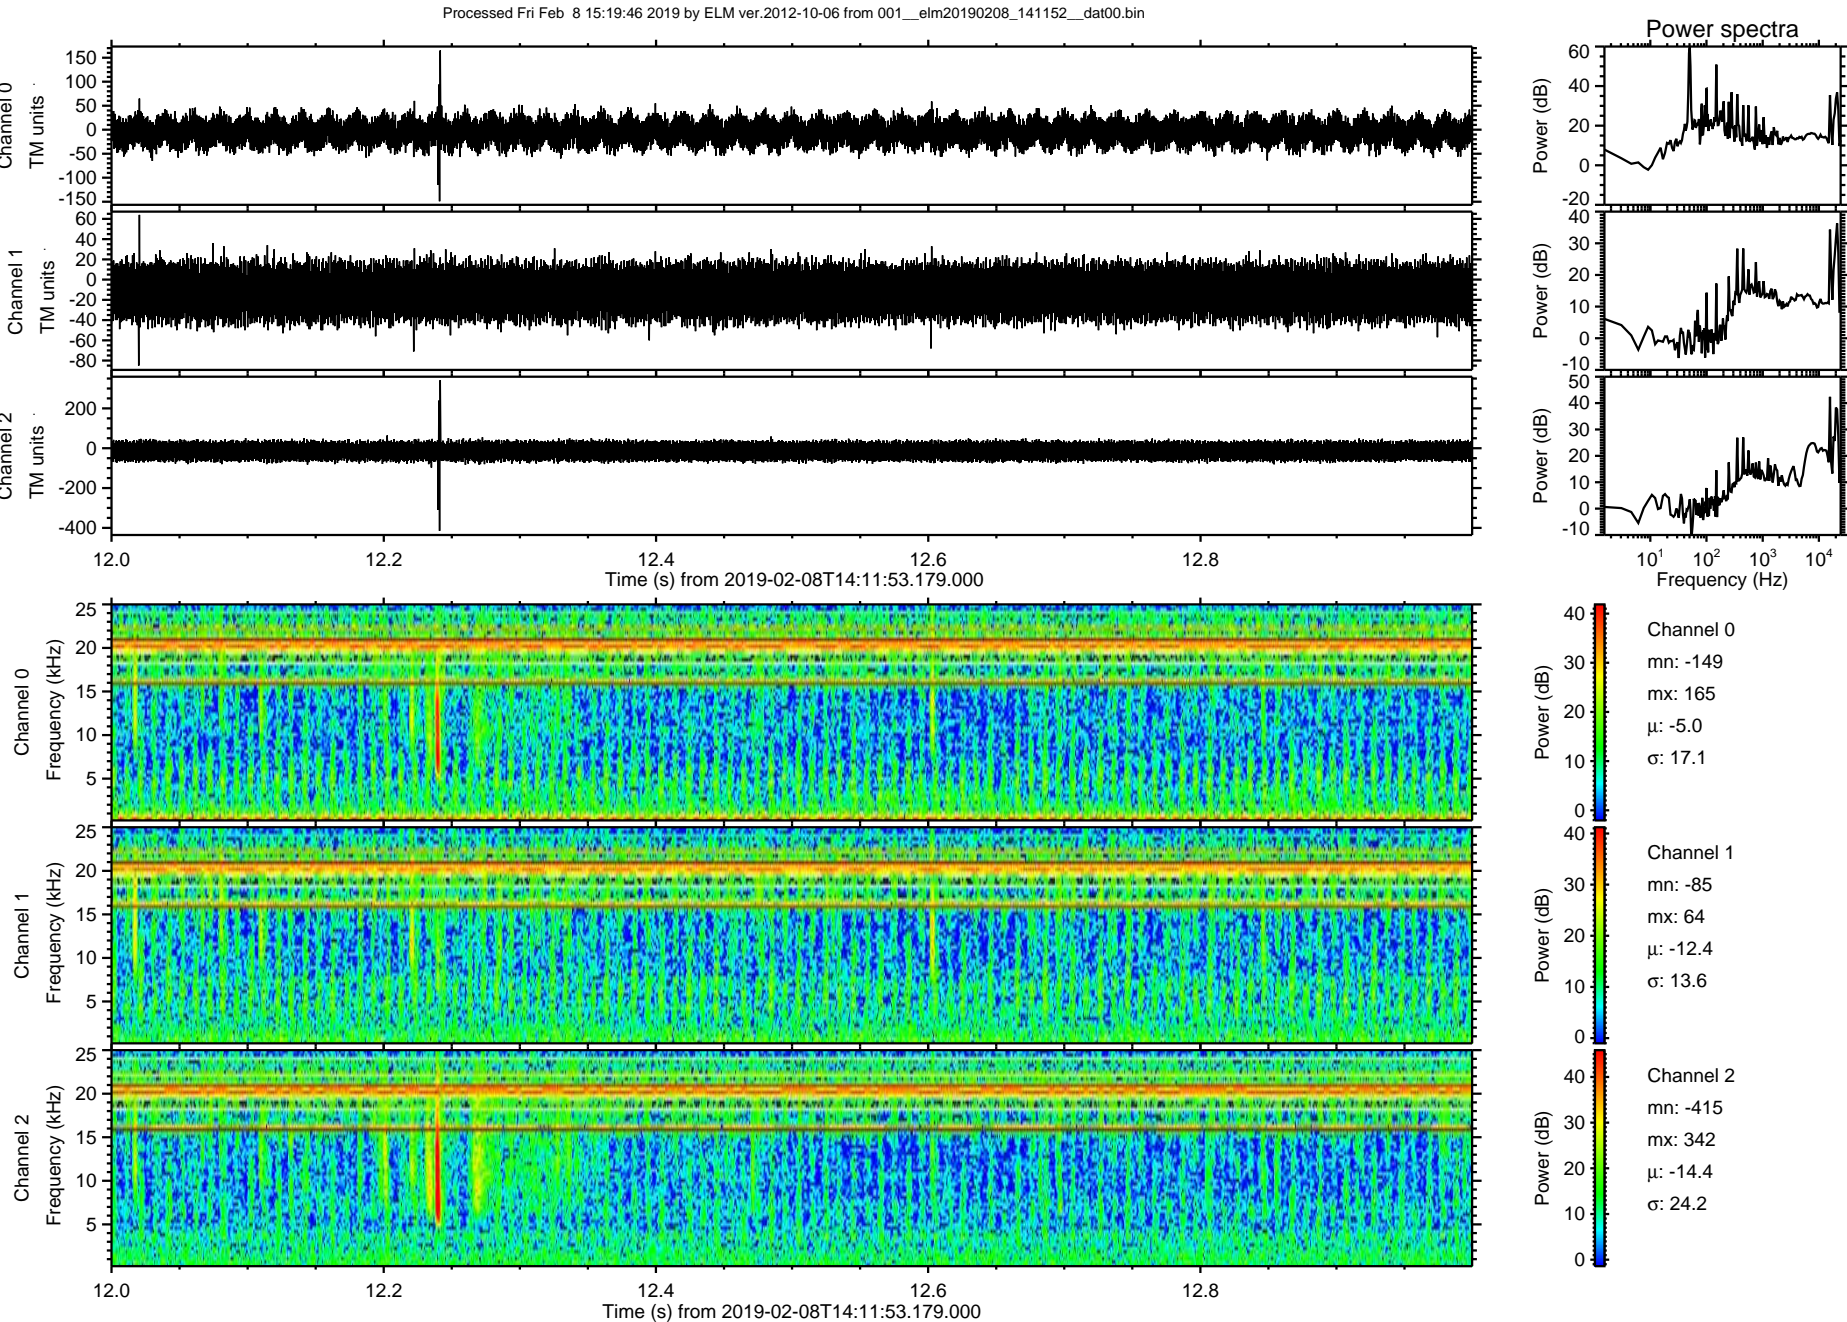 Processed Fri Feb  8 15:19:46 2019 by ELM ver.2012-10-06 from 001__elm20190208_141152__dat00.bin
Power spectra
Channel 0
TM units
150
100
50
0
-50
-100
-150
Power (dB)
60
40
20
0
-20
Channel 1
TM units
60
40
20
0
-20
-40
-60
-80
Power (dB)
40
30
20
10
0
-10
Channel 2
TM units
200
0
-200
-400
Power (dB)
50
40
30
20
10
0
-10
12.0 12.2 12.4 12.6 12.8
Time (s) from 2019-02-08T14:11:53.179.000
10^1 10^2 10^3 10^4
Frequency (Hz)
Channel 0
Frequency (kHz)
25
20
15
10
5
Power (dB)
40
30
20
10
0
Channel 0
mn: -149
mx: 165
μ: -5.0
σ: 17.1
Channel 1
Frequency (kHz)
25
20
15
10
5
Power (dB)
40
30
20
10
0
Channel 1
mn: -85
mx: 64
μ: -12.4
σ: 13.6
Channel 2
Frequency (kHz)
25
20
15
10
5
Power (dB)
40
30
20
10
0
Channel 2
mn: -415
mx: 342
μ: -14.4
σ: 24.2
12.0 12.2 12.4 12.6 12.8
Time (s) from 2019-02-08T14:11:53.179.000